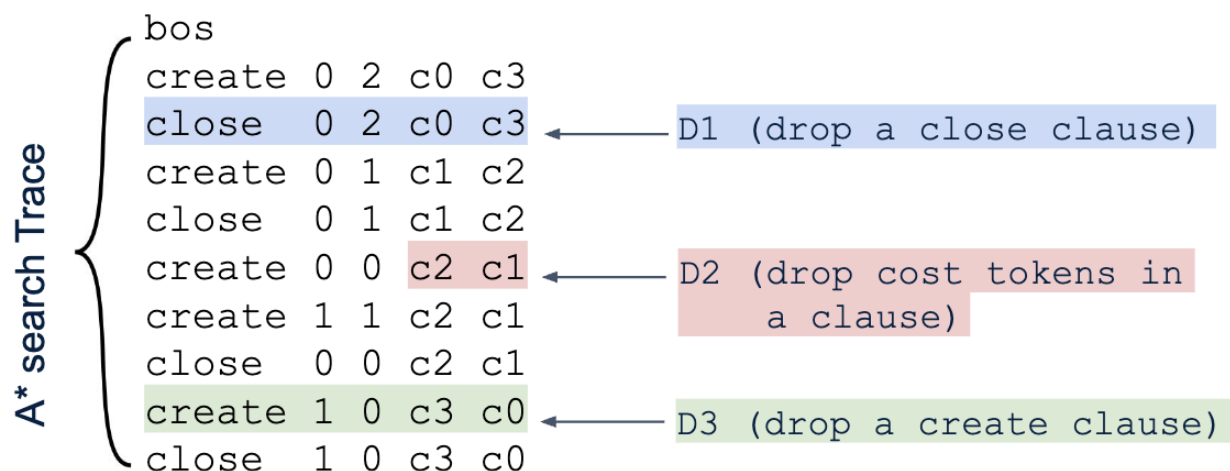 A* search Trace
bos
create 0 2 c0 c3
close 0 2 c0 c3
D1 (drop a close clause)
create 0 1 c1 c2
close 0 1 c1 c2
create 0 0 c2 c1
D2 (drop cost tokens in
a clause)
create 1 1 c2 c1
close 0 0 c2 c1
create 1 0 c3 c0
D3 (drop a create clause)
close 1 0 c3 c0